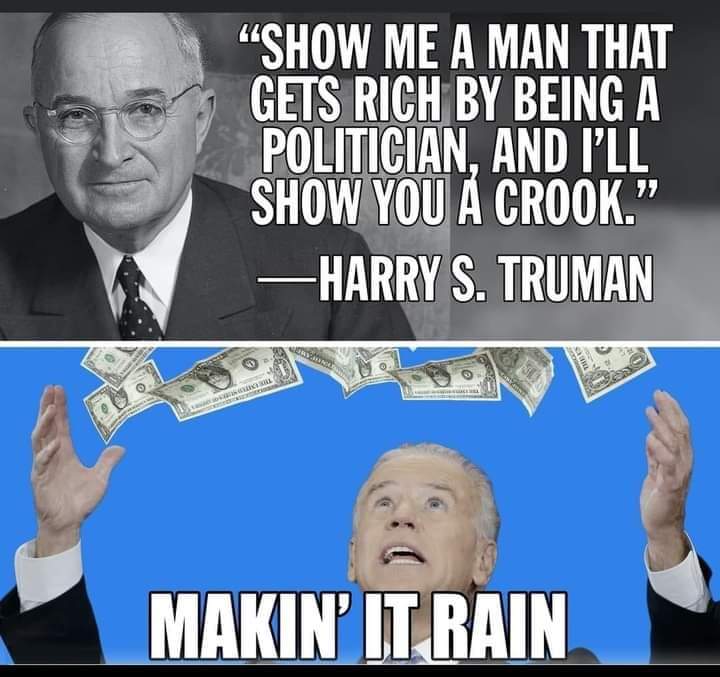 “SHOW ME A MAN THAT
GETS RICH BY BEING A
POLITICIAN, AND I’LL
SHOW YOU A CROOK.”
—HARRY S. TRUMAN
MAKIN’ IT RAIN